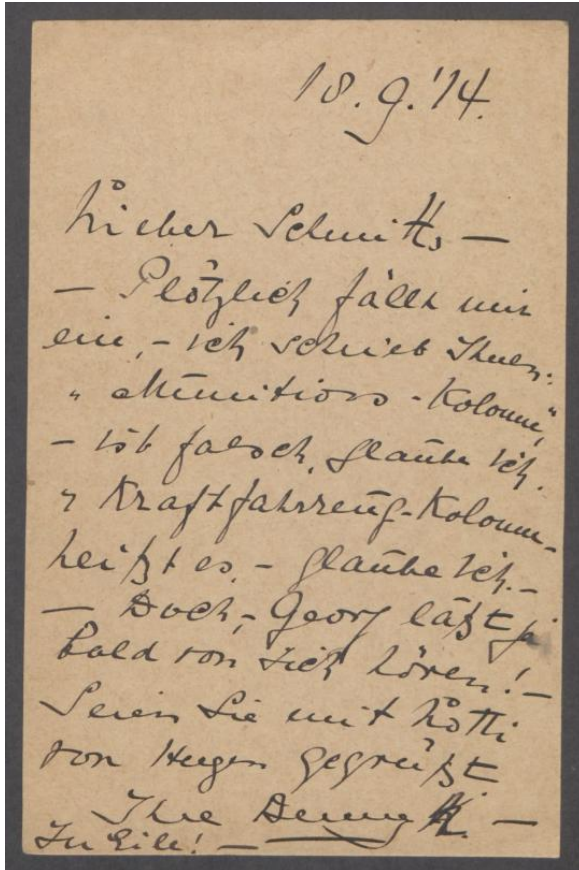 18.9.'14.
Lieber Schmitts, —
— Plötzlich fällt mir
ein, – ich schrieb Ihnen:
„Munitions-Kolonne",
– ist falsch, glaube ich.
„Kraftfahrzeug-Kolonne
heißt es, – glaube ich. –
— Doch, Georg läßt ja
bald von sich hören! –
Seien Sie mit Lotti
von Herzen gegrüßt
Ihre K. –
In Eile! –